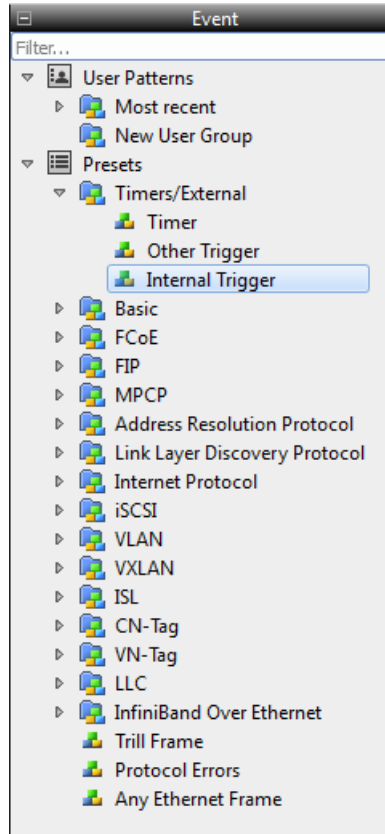 Event
Filter...
User Patterns
Most recent
New User Group
Presets
Timers/External
Timer
Other Trigger
Internal Trigger
Basic
FCoE
FIP
MPCP
Address Resolution Protocol
Link Layer Discovery Protocol
Internet Protocol
iSCSI
VLAN
VXLAN
ISL
CN-Tag
VN-Tag
LLC
InfiniBand Over Ethernet
Trill Frame
Protocol Errors
Any Ethernet Frame